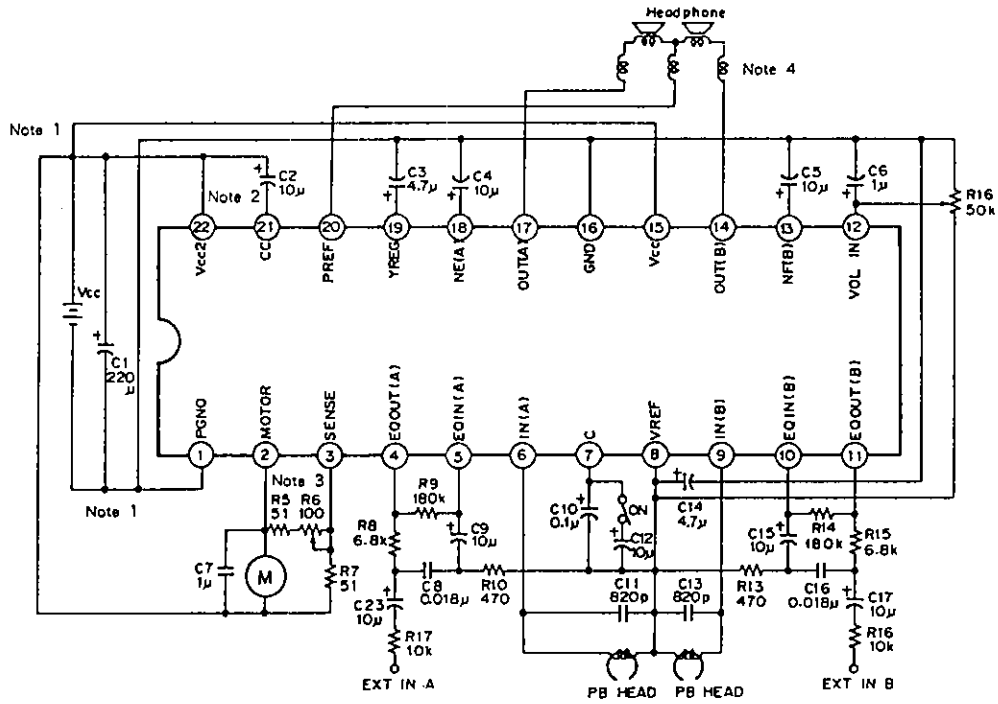 Headphone
Note 4
Note 1
C2
10μ
Note 2
C3
4.7μ
C4
10μ
C5
10μ
C6
1μ
R16
50k
22
21
20
19
18
17
16
15
14
13
12
Vcc2
CC
PREF
YREG
NE(A)
OUT(A)
GND
Vcc
OUT(B)
NF(B)
VOL IN
Vcc
C1
220
μ
PGND
MOTOR
SENSE
EQOUT(A)
EQIN(A)
IN(A)
C
VREF
IN(B)
EQIN(B)
EQOUT(B)
1
2
3
4
5
6
7
8
9
10
11
Note 1
Note 3
R5
51
R6
100
R9
180k
R8
6.8k
C9
10μ
C10
0.1μ
ON
C12
10μ
C14
4.7μ
C15
10μ
R14
180k
R15
6.8k
C7
1μ
M
R7
51
C8
0.018μ
R10
470
C11
820p
C13
820p
R13
470
C16
0.018μ
C23
10μ
C17
10μ
R17
10k
R16
10k
EXT IN A
PB HEAD
PB HEAD
EXT IN B